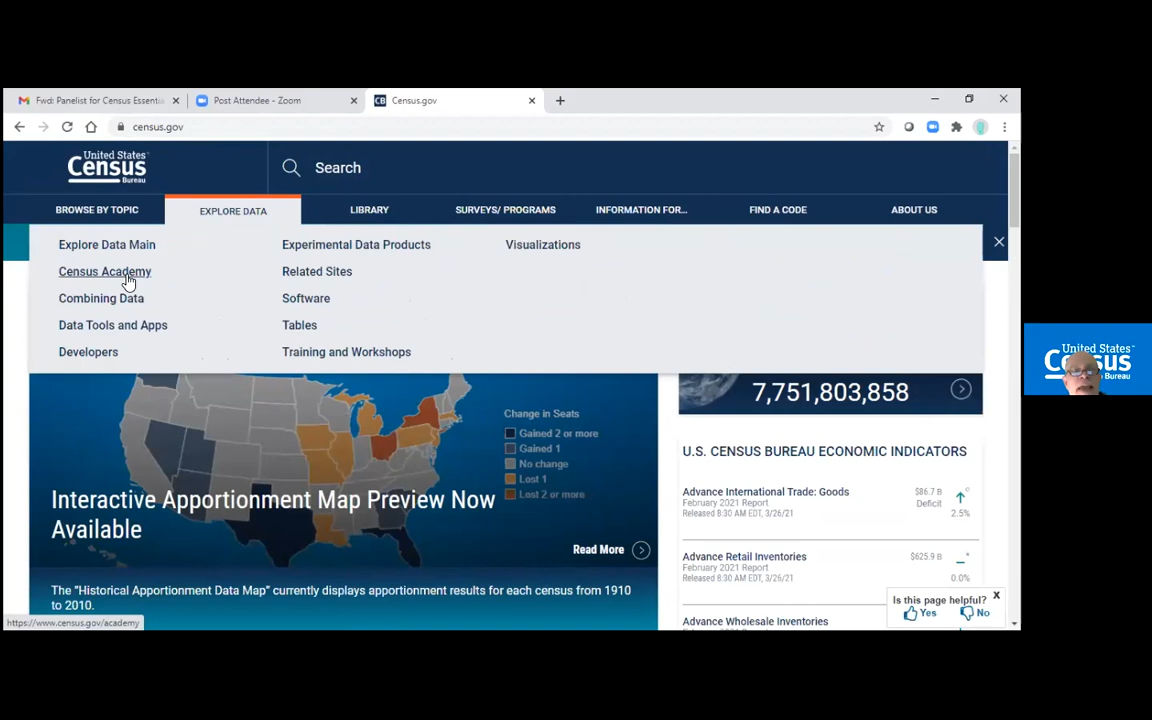 Fwd: Panelist for Census Essentia
Post Attendee - Zoom
CB Census.gov
census.gov
United States™
Census
Bureau
Search
BROWSE BY TOPIC
EXPLORE DATA
LIBRARY
SURVEYS/ PROGRAMS
INFORMATION FOR...
FIND A CODE
ABOUT US
Explore Data Main
Census Academy
Combining Data
Data Tools and Apps
Developers
Experimental Data Products
Related Sites
Software
Tables
Training and Workshops
Visualizations
Change in Seats
Gained 2 or more
Gained 1
No change
Lost 1
Lost 2 or more
Interactive Apportionment Map Preview Now
Available
Read More
The "Historical Apportionment Data Map" currently displays apportionment results for each census from 1910
to 2010.
7,751,803,858
U.S. CENSUS BUREAU ECONOMIC INDICATORS
Advance International Trade: Goods
February 2021 Report
Released 8:30 AM EDT, 3/26/21
$86.7 B
Deficit
2.5%
Advance Retail Inventories
February 2021 Report
Released 8:30 AM EDT, 3/26/21
$625.9 B
0.0%
Advance Wholesale Inventories
Is this page helpful? X
Yes No
https://www.census.gov/academy
United States™
Census
Bureau